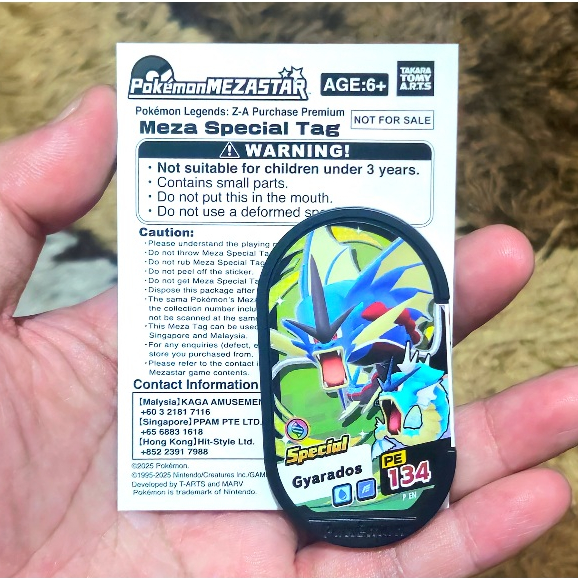 PokémonMEZASTAR
AGE:6+
TAKARA
TOMY
A.R.T.S
Pokémon Legends: Z-A Purchase Premium
Meza Special Tag
NOT FOR SALE
WARNING!
· Not suitable for children under 3 years.
· Contains small parts.
· Do not put this in the mouth.
· Do not use a deformed
Caution:
・Please understand the playing
・Do not throw Meza Special
・Do not rub Meza Special Tag
・Do not peel off the sticker.
・Do not get Meza Special
・Dispose this package after
・The same Pokémon's
the collection number
not be scanned at the same
・This Meza Tag can be used
Singapore and Malaysia.
・For any enquiries (defect,
store you purchased from.
・Please refer to the contact
Mezastar game contents.
Contact Information
【Malysia】KAGA
+60 3 2181 7116
【Singapore】PPAM PTE LTD.
+65 6883 1618
【Hong Kong】Hit-Style Ltd.
+852 2391 7988
©2025 Pokémon.
©1995-2025 Nintendo/Creatures Inc./
Developed by T-ARTS and MARV
Pokémon is trademark of Nintendo.
Special
Gyarados
PE
134
P EN